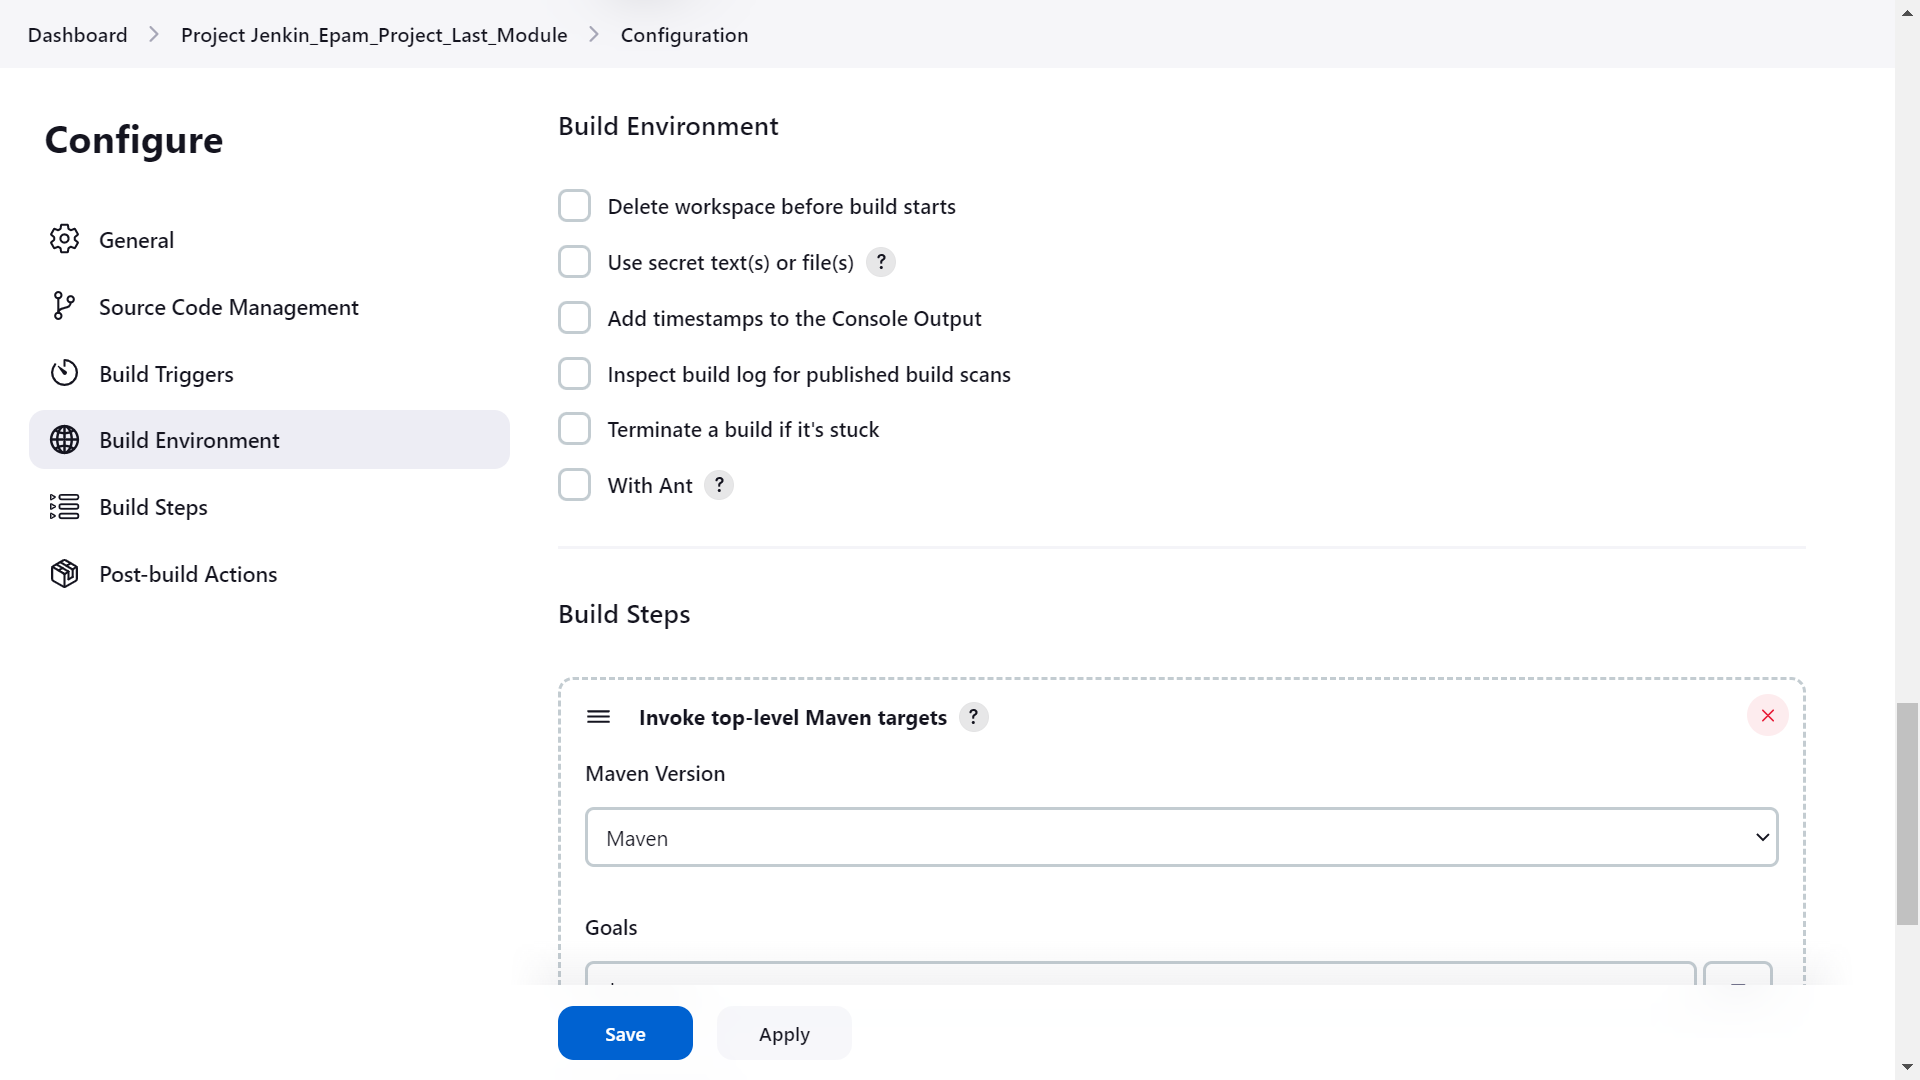 Dashboard
Project Jenkin_Epam_Project_Last_Module
Configuration
Configure
General
Source Code Management
Build Triggers
Build Environment
Build Steps
Post-build Actions
Build Environment
Delete workspace before build starts
Use secret text(s) or file(s) ?
Add timestamps to the Console Output
Inspect build log for published build scans
Terminate a build if it's stuck
With Ant ?
Build Steps
Invoke top-level Maven targets ?
Maven Version
Maven
Goals
Save
Apply